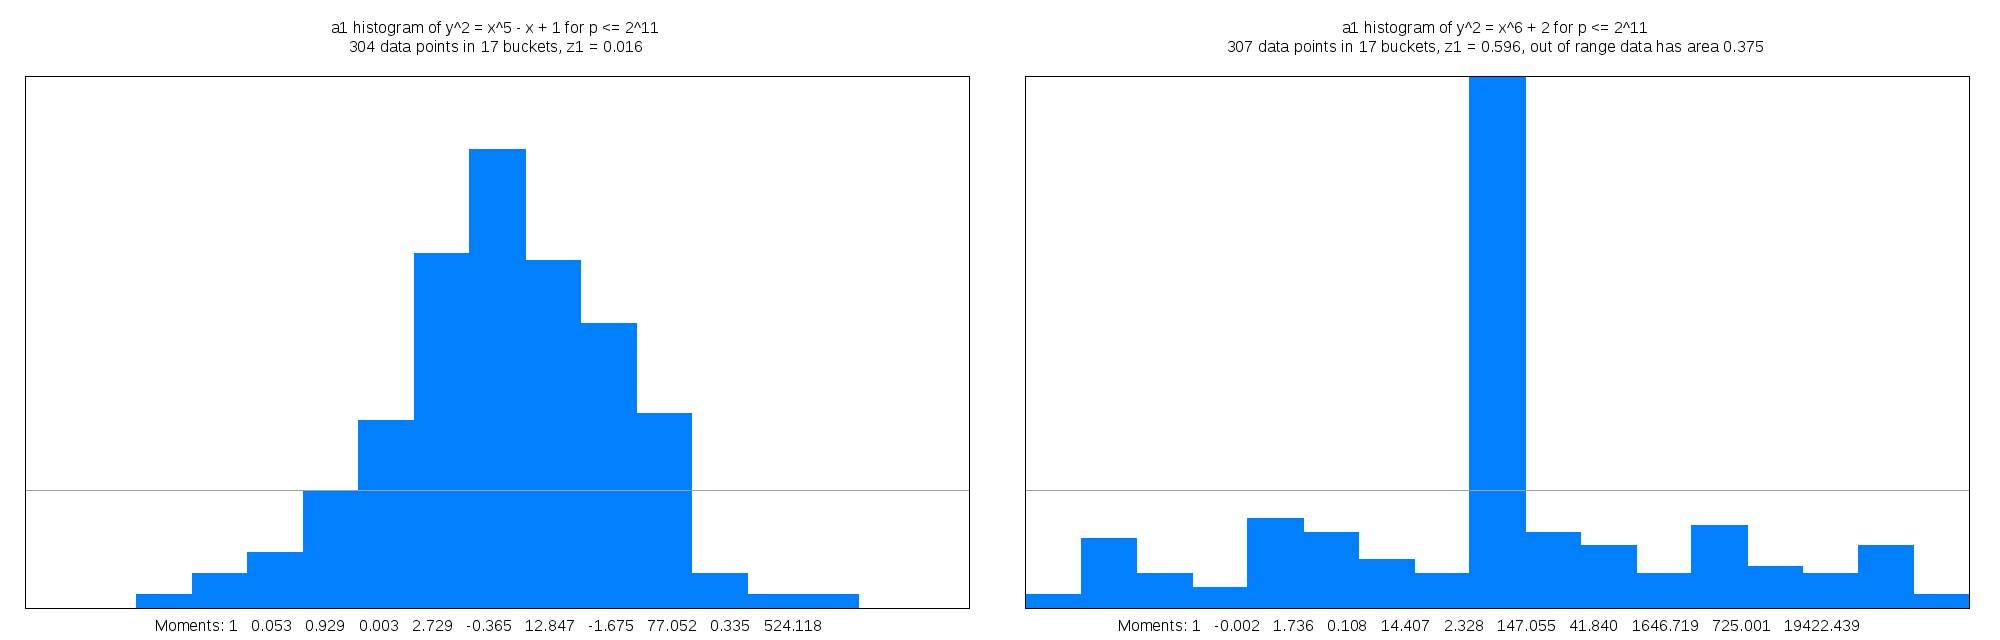 a1 histogram of y^2 = x^5 - x + 1 for p <= 2^11
304 data points in 17 buckets, z1 = 0.016
Moments: 1 0.053 0.929 0.003 2.729 -0.365 12.847 -1.675 77.052 0.335 524.118
a1 histogram of y^2 = x^6 + 2 for p <= 2^11
307 data points in 17 buckets, z1 = 0.596, out of range data has area 0.375
Moments: 1 -0.002 1.736 0.108 14.407 2.328 147.055 41.840 1646.719 725.001 19422.439